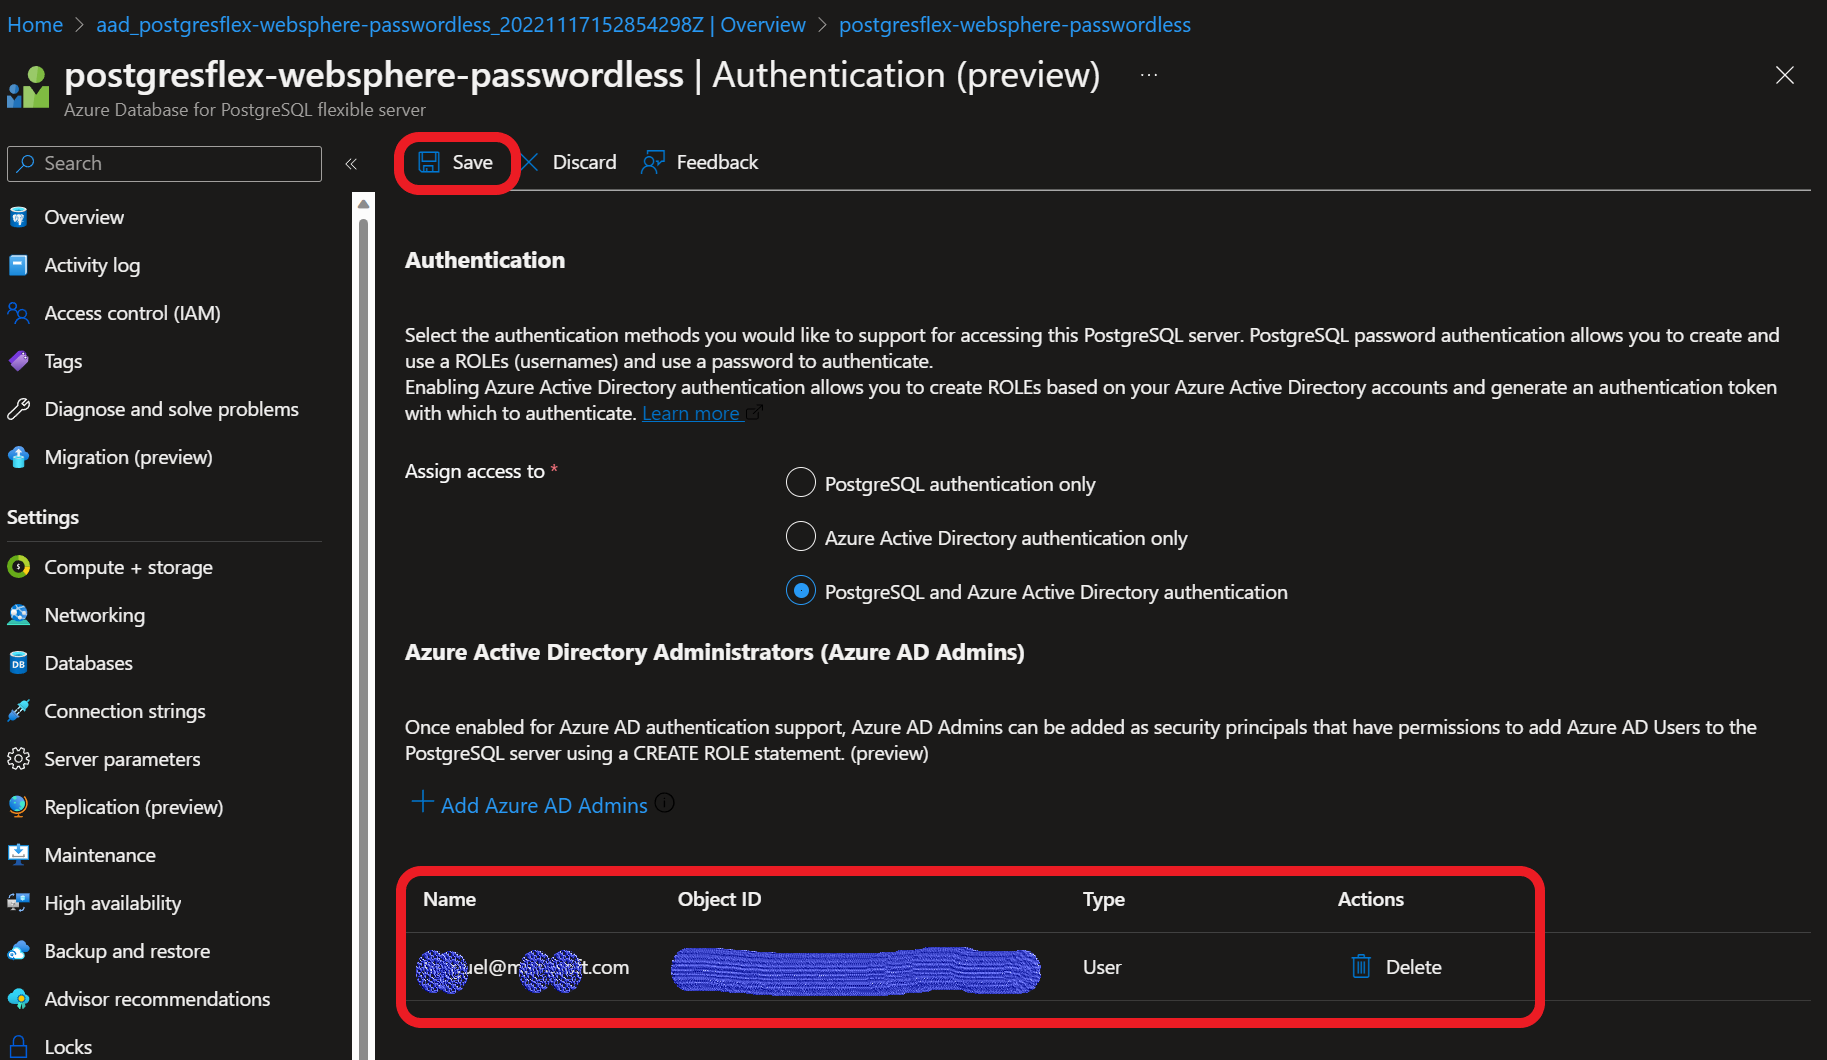 Home > aad_postgresflex-websphere-passwordless_20221117152854298Z | Overview > postgresflex-websphere-passwordless
postgresflex-websphere-passwordless | Authentication (preview) ...
Azure Database for PostgreSQL flexible server
Search
«
Save
Discard
Feedback
Overview
Activity log
Access control (IAM)
Tags
Diagnose and solve problems
Migration (preview)
Settings
Compute + storage
Networking
Databases
Connection strings
Server parameters
Replication (preview)
Maintenance
High availability
Backup and restore
Advisor recommendations
Locks
Authentication
Select the authentication methods you would like to support for accessing this PostgreSQL server. PostgreSQL password authentication allows you to create and
use a ROLEs (usernames) and use a password to authenticate.
Enabling Azure Active Directory authentication allows you to create ROLEs based on your Azure Active Directory accounts and generate an authentication token
with which to authenticate. Learn more
Assign access to *
PostgreSQL authentication only
Azure Active Directory authentication only
PostgreSQL and Azure Active Directory authentication
Azure Active Directory Administrators (Azure AD Admins)
Once enabled for Azure AD authentication support, Azure AD Admins can be added as security principals that have permissions to add Azure AD Users to the
PostgreSQL server using a CREATE ROLE statement. (preview)
+ Add Azure AD Admins
Name Object ID Type Actions
User Delete